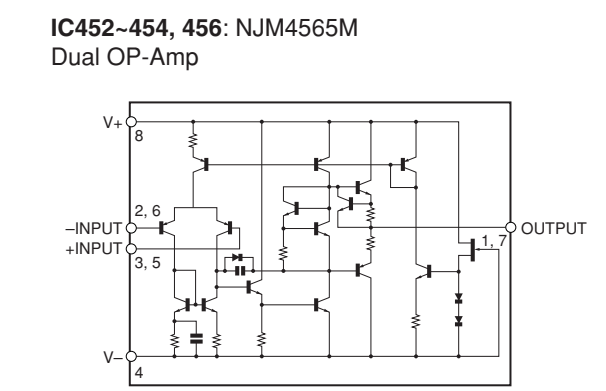 IC452~454, 456: NJM4565M
Dual OP-Amp
V+
8
2, 6
–INPUT
+INPUT
3, 5
1, 7
OUTPUT
V–
4